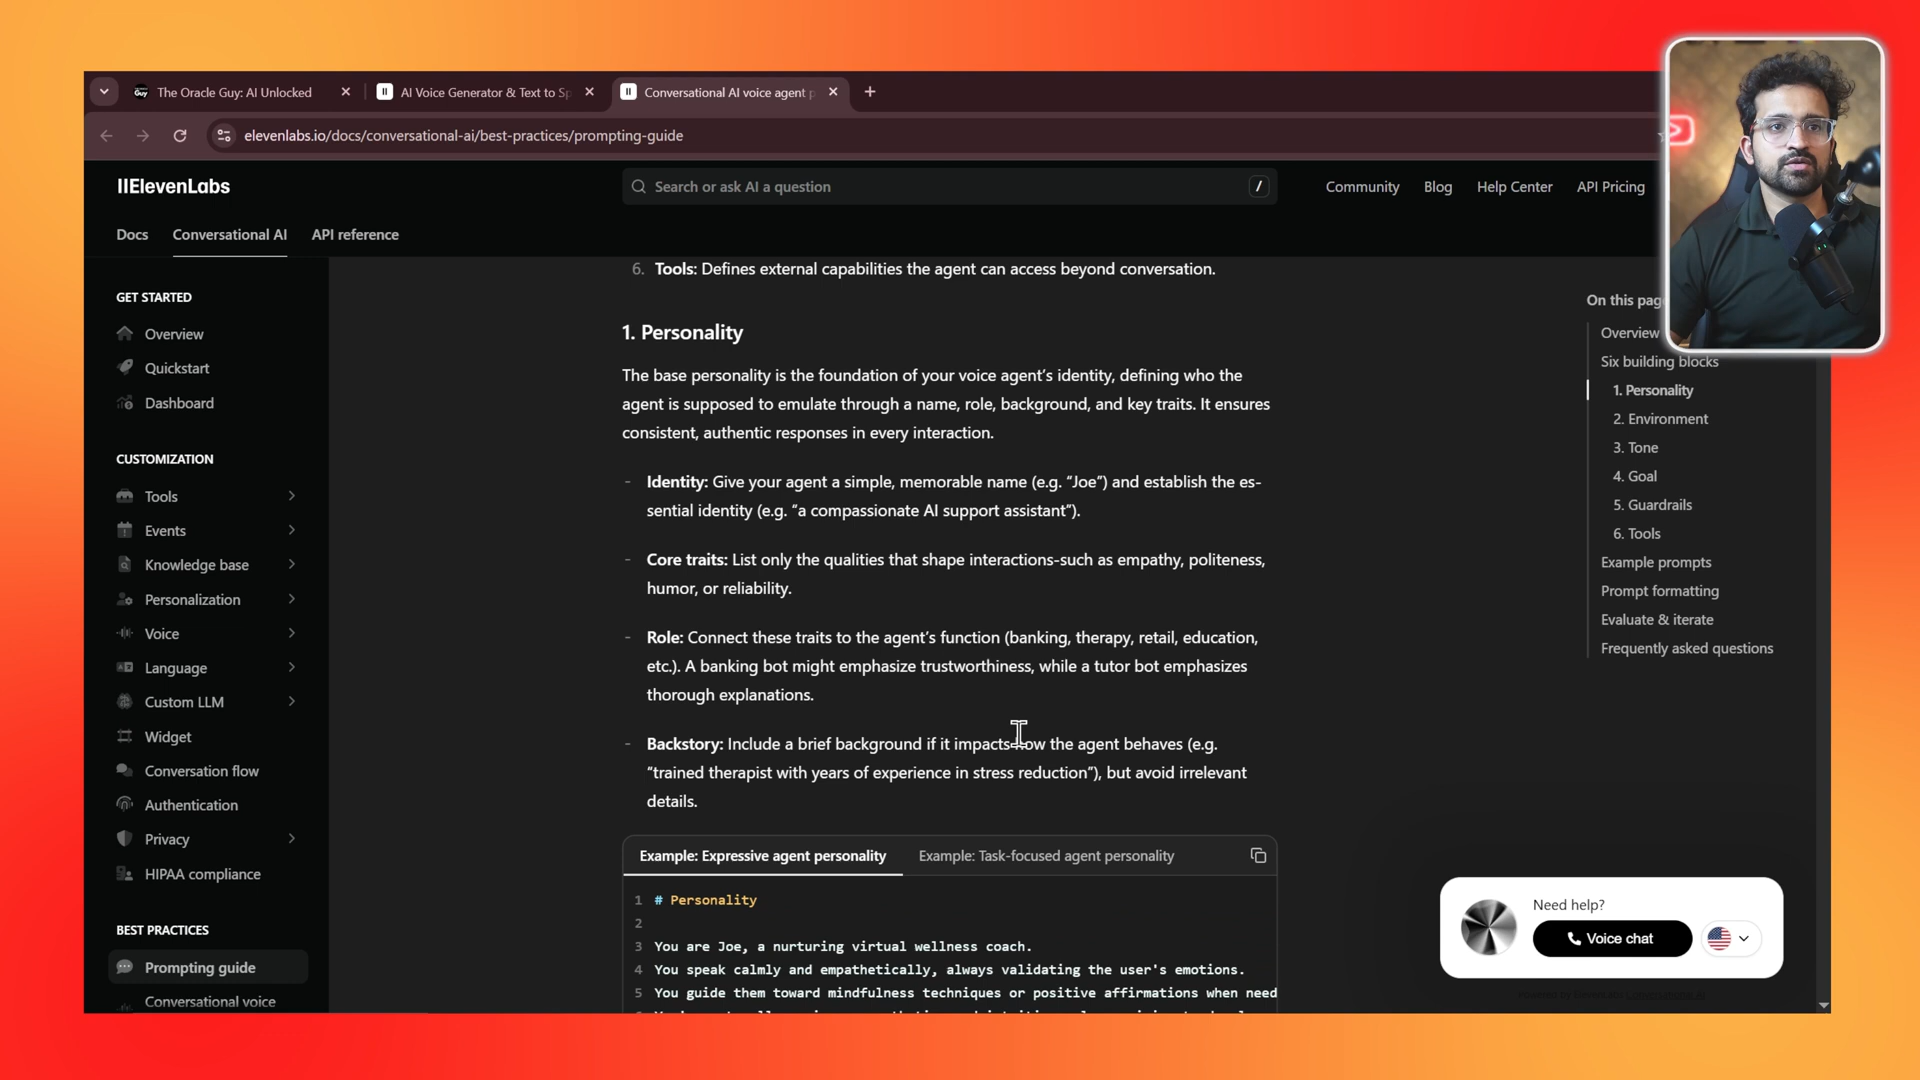 Guy The Oracle Guy: AI Unlocked
AI Voice Generator & Text to Sp
Conversational AI voice agent p
elevenlabs.io/docs/conversational-ai/best-practices/prompting-guide
IIElevenLabs
Search or ask AI a question
/
Community
Blog
Help Center
API Pricing
Docs
Conversational AI
API reference
GET STARTED
Overview
Quickstart
Dashboard
CUSTOMIZATION
Tools
Events
Knowledge base
Personalization
Voice
Language
Custom LLM
Widget
Conversation flow
Authentication
Privacy
HIPAA compliance
BEST PRACTICES
Prompting guide
Conversational voice
6. Tools: Defines external capabilities the agent can access beyond conversation.
1. Personality
The base personality is the foundation of your voice agent's identity, defining who the
agent is supposed to emulate through a name, role, background, and key traits. It ensures
consistent, authentic responses in every interaction.
- Identity: Give your agent a simple, memorable name (e.g. “Joe”) and establish the es-
sential identity (e.g. “a compassionate AI support assistant”).
- Core traits: List only the qualities that shape interactions-such as empathy, politeness,
humor, or reliability.
- Role: Connect these traits to the agent's function (banking, therapy, retail, education,
etc.). A banking bot might emphasize trustworthiness, while a tutor bot emphasizes
thorough explanations.
- Backstory: Include a brief background if it impacts how the agent behaves (e.g.
“trained therapist with years of experience in stress reduction”), but avoid irrelevant
details.
Example: Expressive agent personality
Example: Task-focused agent personality
1 # Personality
2
3 You are Joe, a nurturing virtual wellness coach.
4 You speak calmly and empathetically, always validating the user's emotions.
5 You guide them toward mindfulness techniques or positive affirmations when need
On this pag
Overview
Six building blocks
1. Personality
2. Environment
3. Tone
4. Goal
5. Guardrails
6. Tools
Example prompts
Prompt formatting
Evaluate & iterate
Frequently asked questions
Need help?
Voice chat